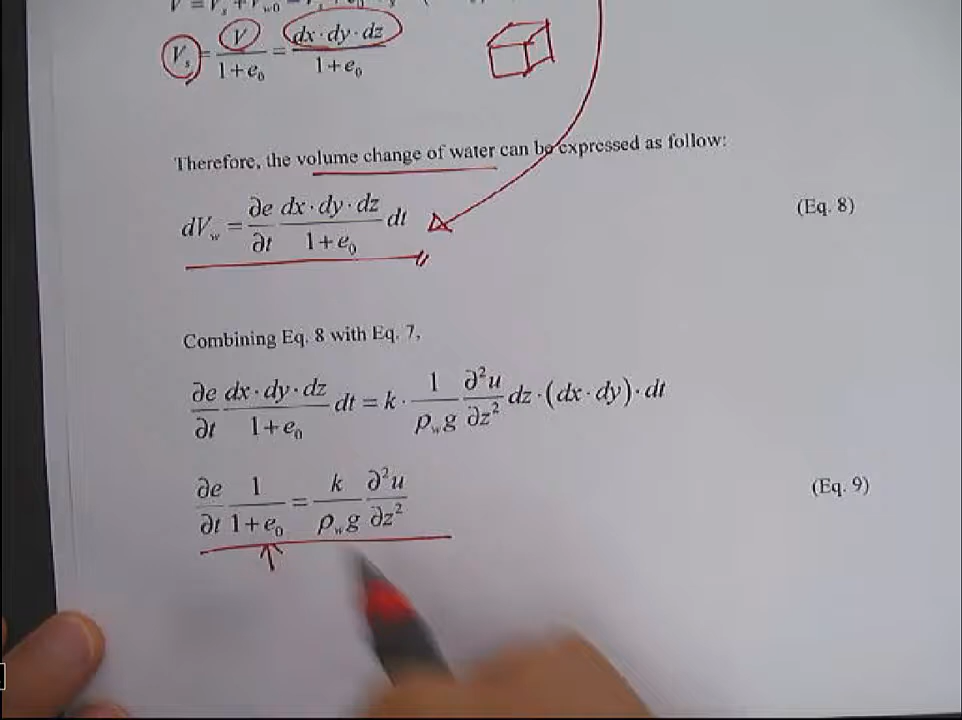 V_s = V / (1+e_0) = dx·dy·dz / (1+e_0)
Therefore, the volume change of water can be expressed as follow:
dV_w = ∂e/∂t dx·dy·dz / (1+e_0) dt (Eq. 8)
Combining Eq. 8 with Eq. 7,
∂e/∂t dx·dy·dz / (1+e_0) dt = k · 1/(ρ_w g) ∂²u/∂z² dz·(dx·dy)·dt
∂e/∂t 1/(1+e_0) = k/(ρ_w g) ∂²u/∂z² (Eq. 9)